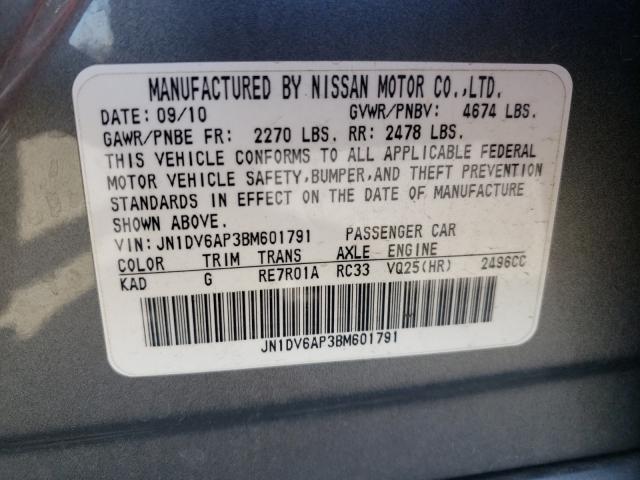 MANUFACTURED BY NISSAN MOTOR CO.,LTD.
DATE: 09/10 GVWR/PNBV: 4674 LBS.
GAWR/PNBE FR: 2270 LBS. RR: 2478 LBS.
THIS VEHICLE CONFORMS TO ALL APPLICABLE FEDERAL
MOTOR VEHICLE SAFETY,BUMPER,AND THEFT PREVENTION
STANDARDS IN EFFECT ON THE DATE OF MANUFACTURE
SHOWN ABOVE.
VIN: JN1DV6AP3BM601791 PASSENGER CAR
COLOR TRIM TRANS AXLE ENGINE
KAD G RE7R01A RC33 VQ25(HR) 2496CC
JN1DV6AP3BM601791